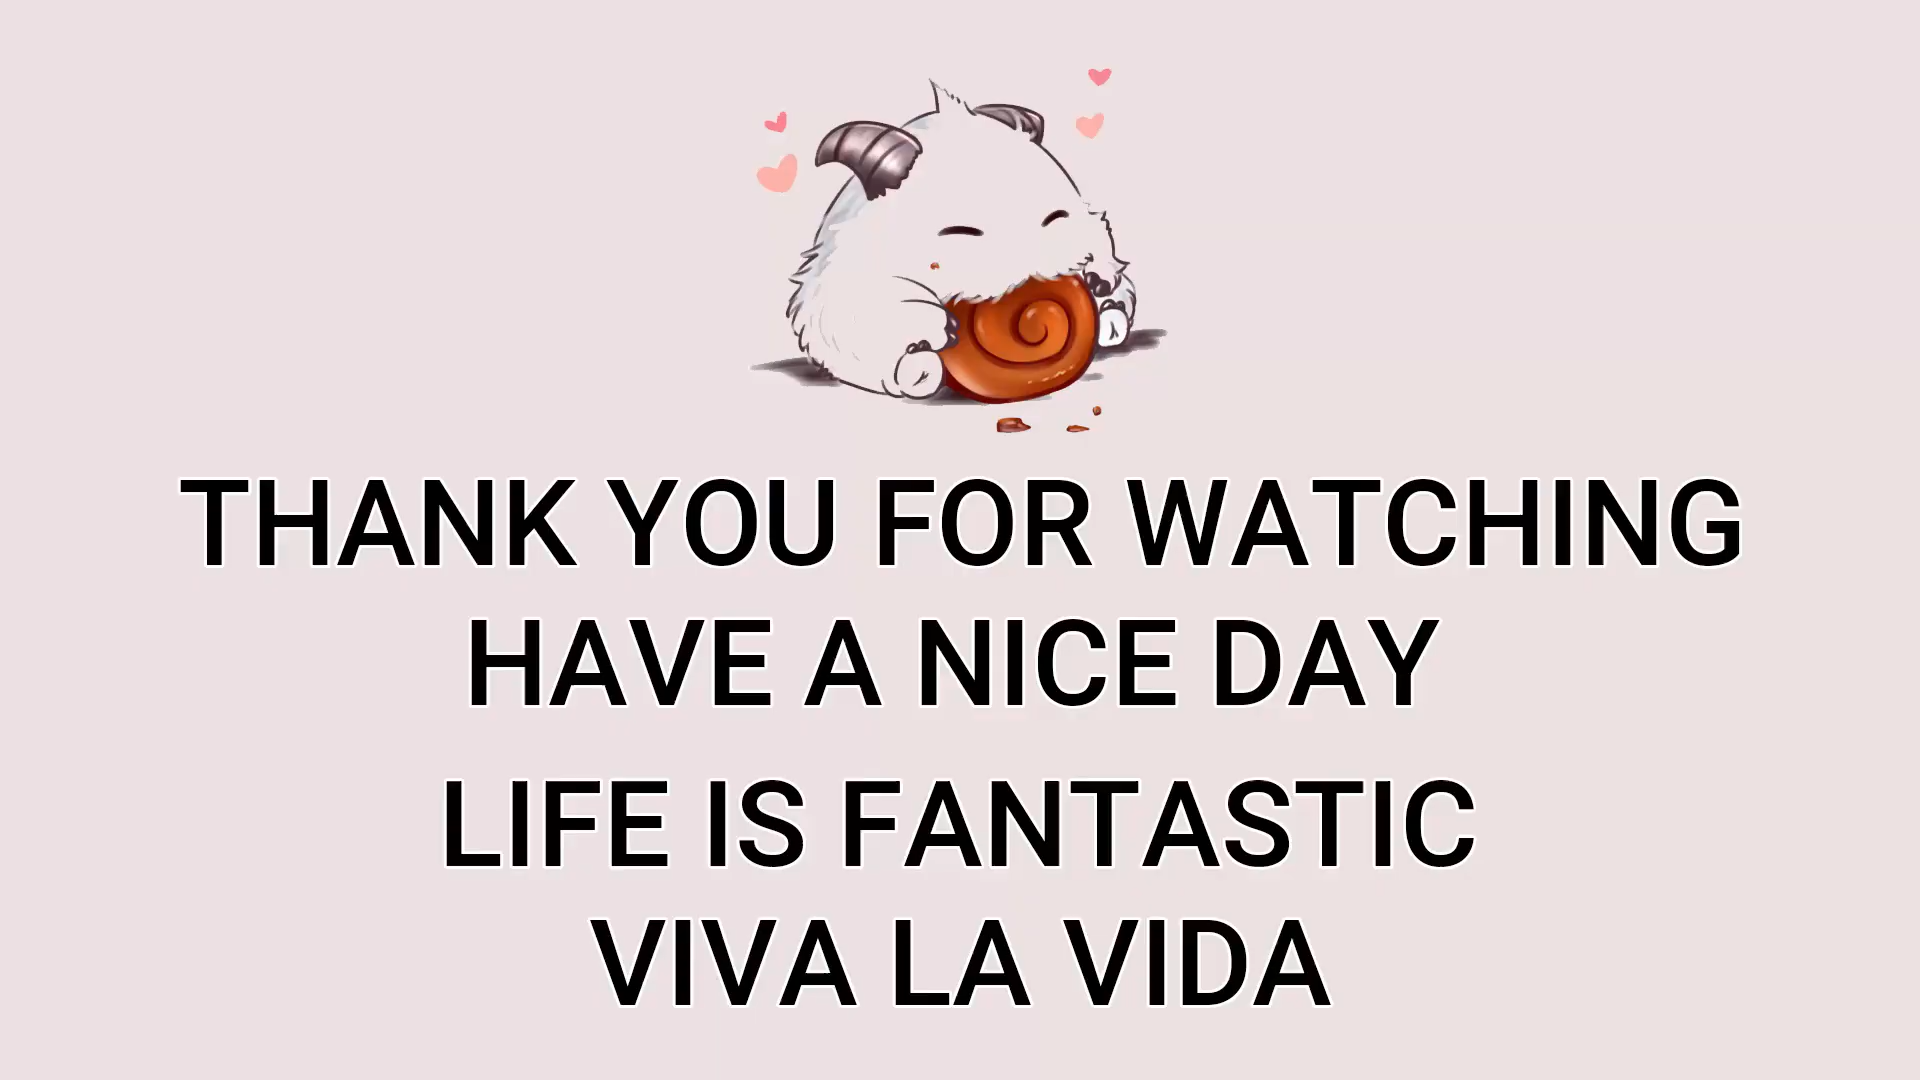 THANK YOU FOR WATCHING
HAVE A NICE DAY
LIFE IS FANTASTIC
VIVA LA VIDA